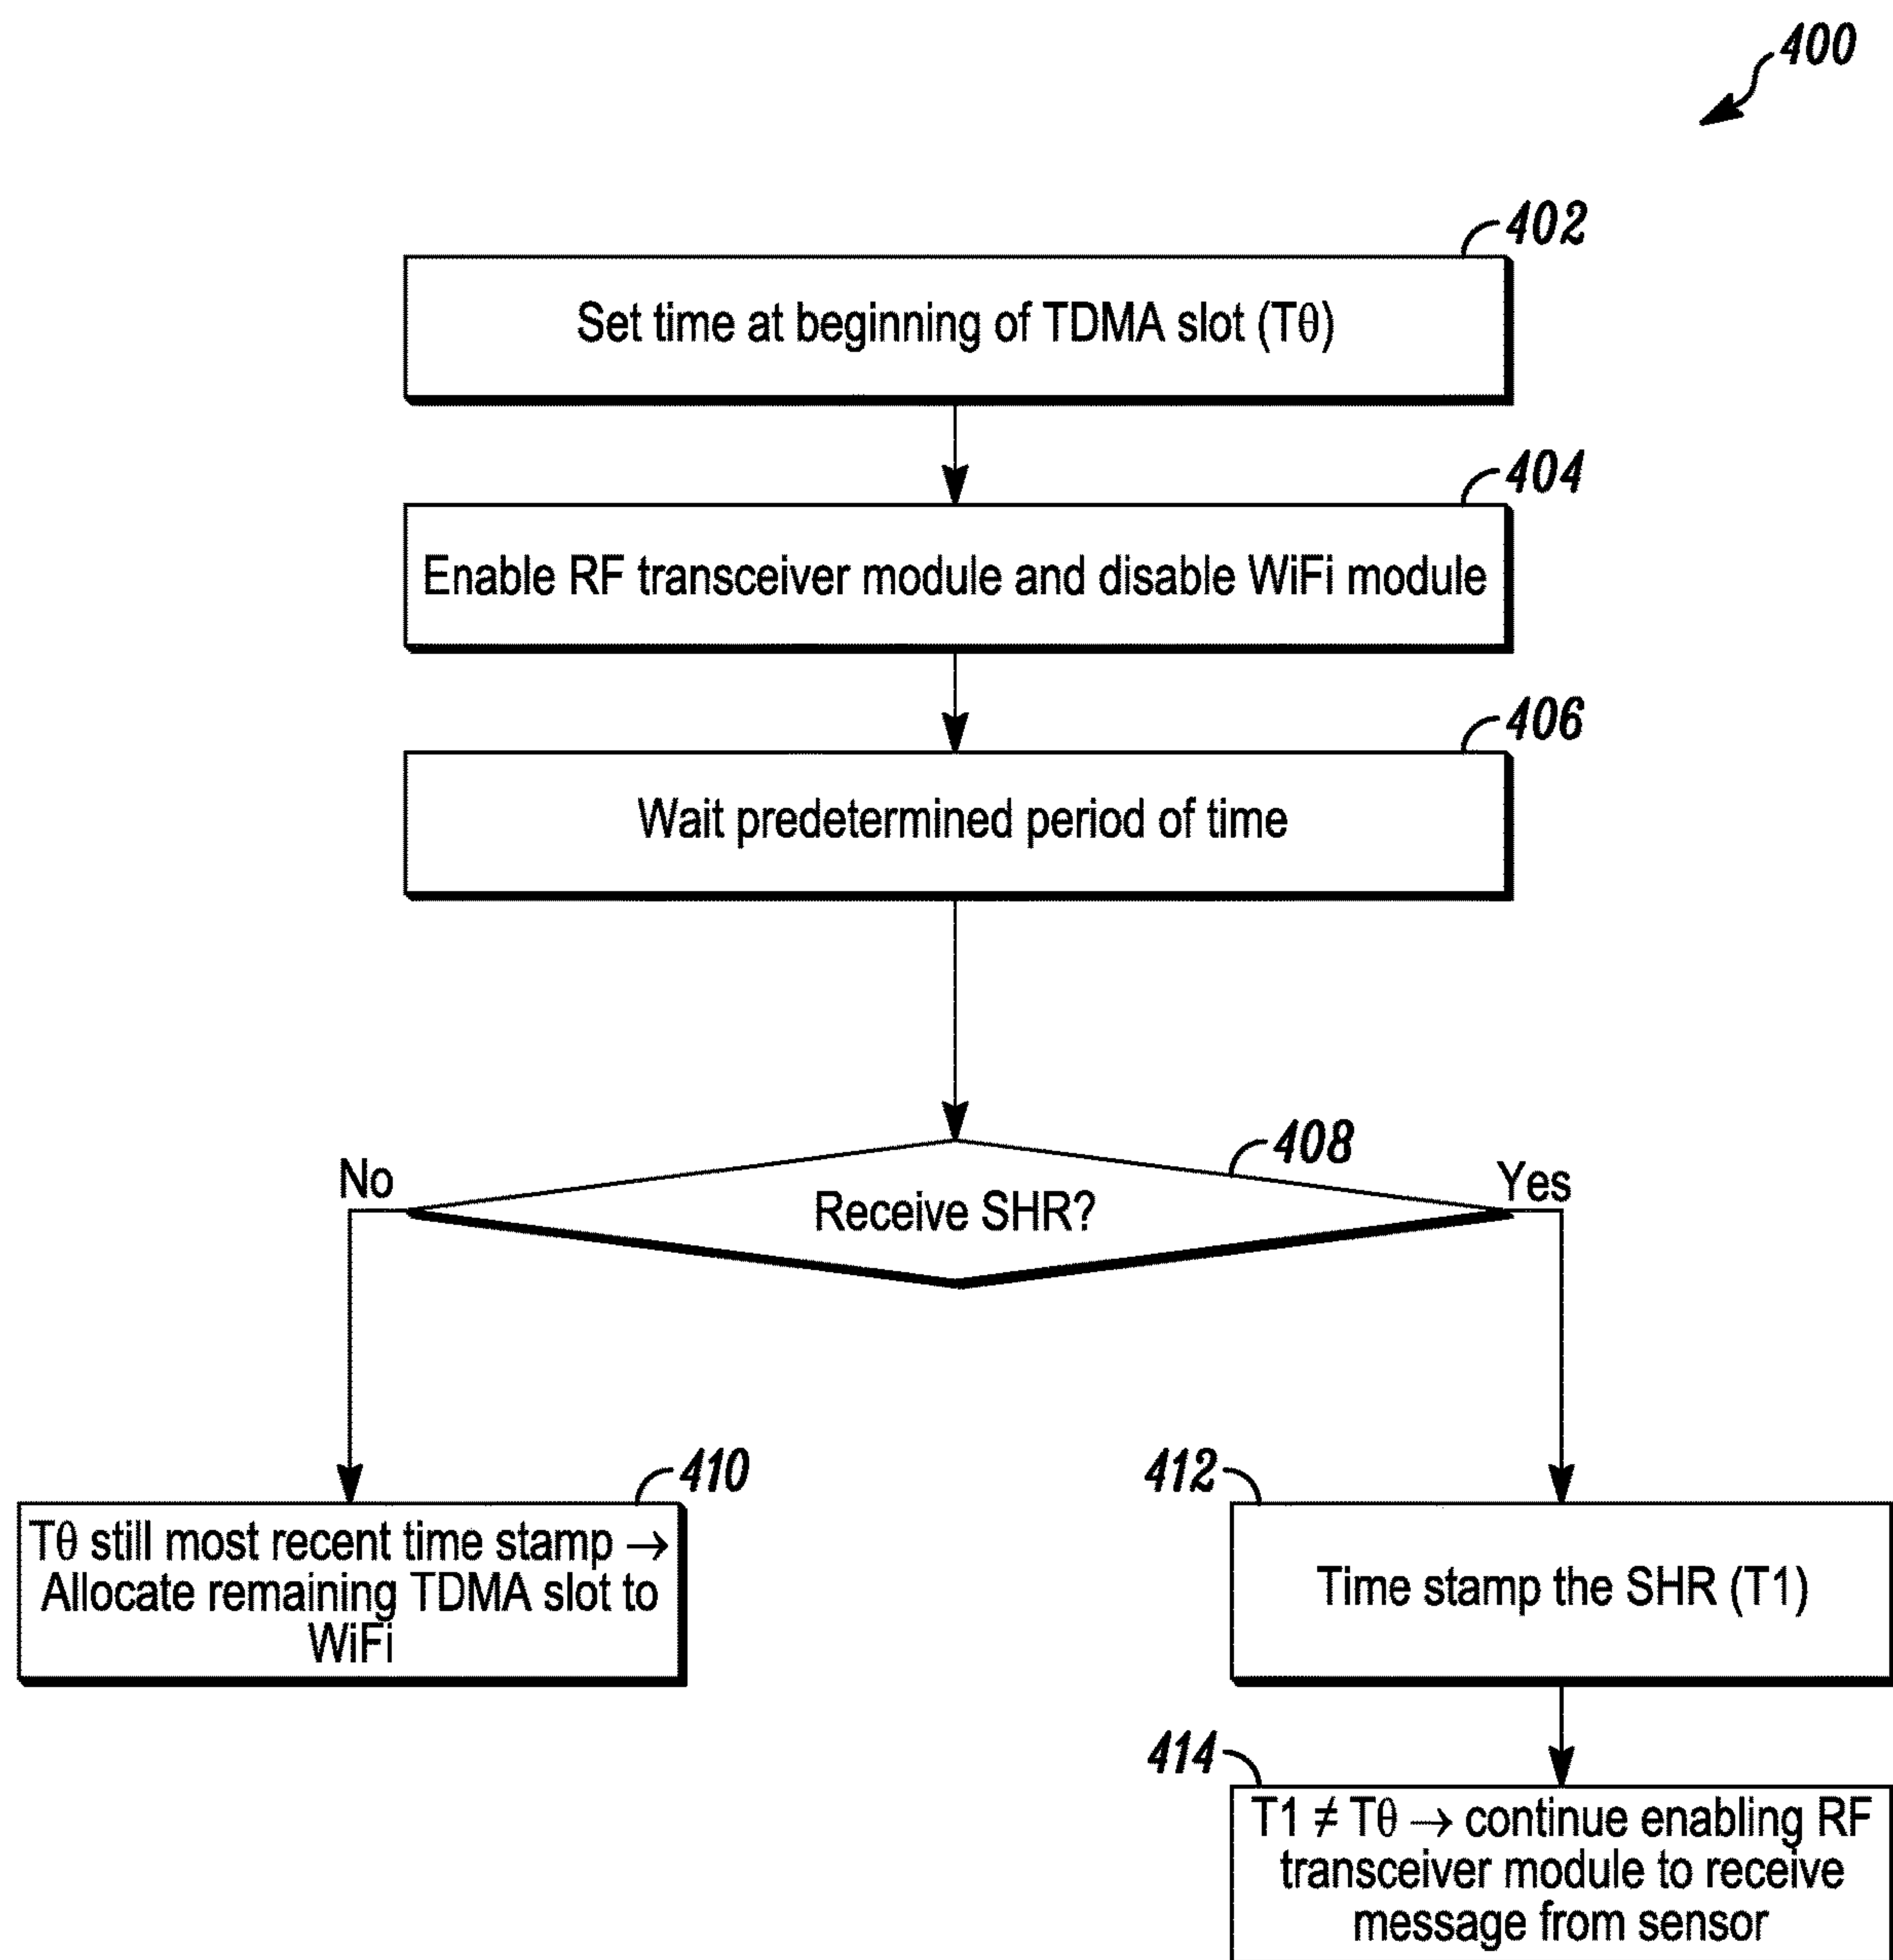 400
402
Set time at beginning of TDMA slot (Tθ)
404
Enable RF transceiver module and disable WiFi module
406
Wait predetermined period of time
408
No
Yes
Receive SHR?
410
412
Tθ still most recent time stamp →
Allocate remaining TDMA slot to
WiFi
Time stamp the SHR (T1)
414
T1 ≠ Tθ → continue enabling RF
transceiver module to receive
message from sensor